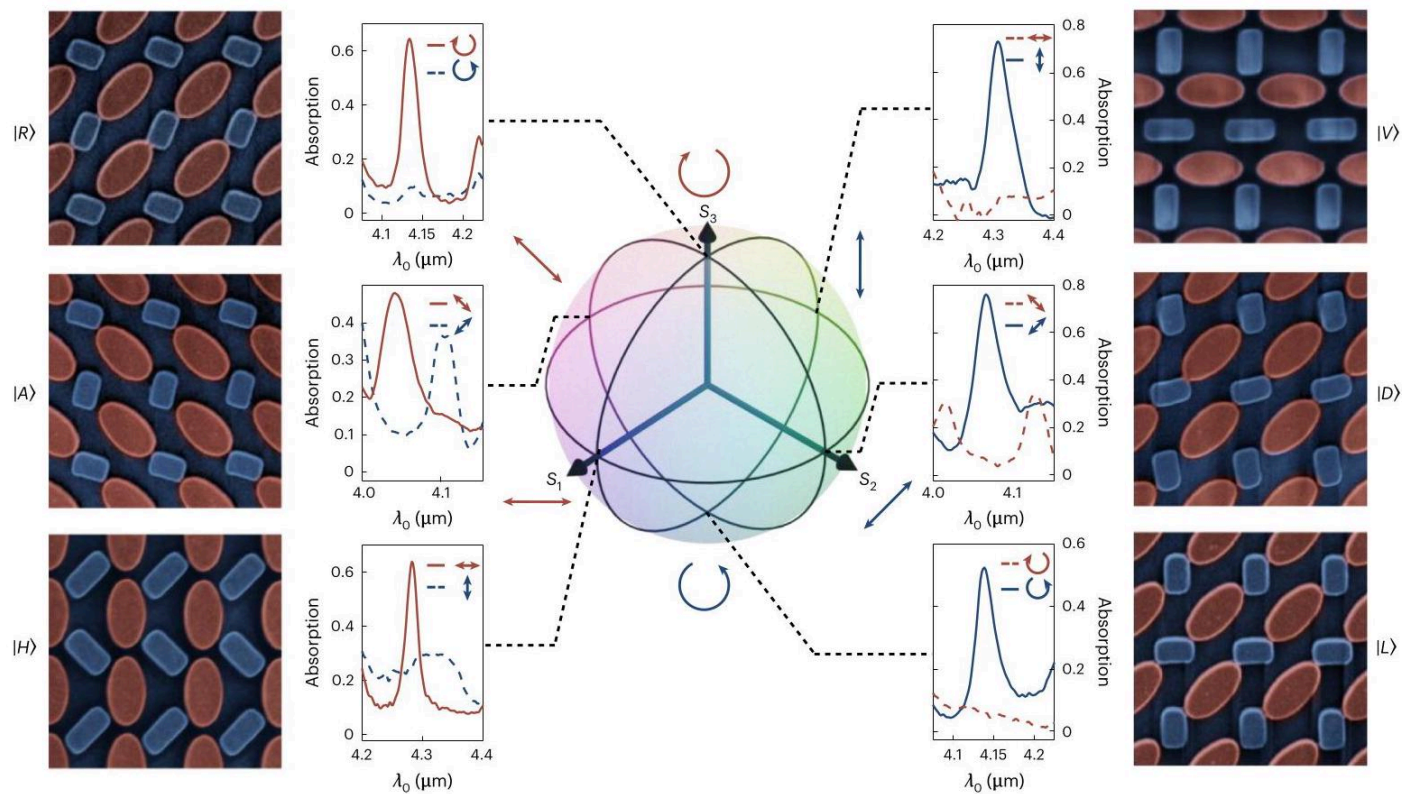 |R⟩
Absorption
0.6
0.4
0.2
0
4.1 4.15 4.2
λ0 (μm)
|A⟩
Absorption
0.4
0.3
0.2
0.1
0
4.0 4.1
λ0 (μm)
|H⟩
Absorption
0.6
0.4
0.2
0
4.2 4.3 4.4
λ0 (μm)
S3
S1
S2
|V⟩
Absorption
0.8
0.6
0.4
0.2
0
4.2 4.3 4.4
λ0 (μm)
|D⟩
Absorption
0.8
0.6
0.4
0.2
0
4.0 4.1
λ0 (μm)
|L⟩
Absorption
0.6
0.4
0.2
0
4.1 4.15 4.2
λ0 (μm)